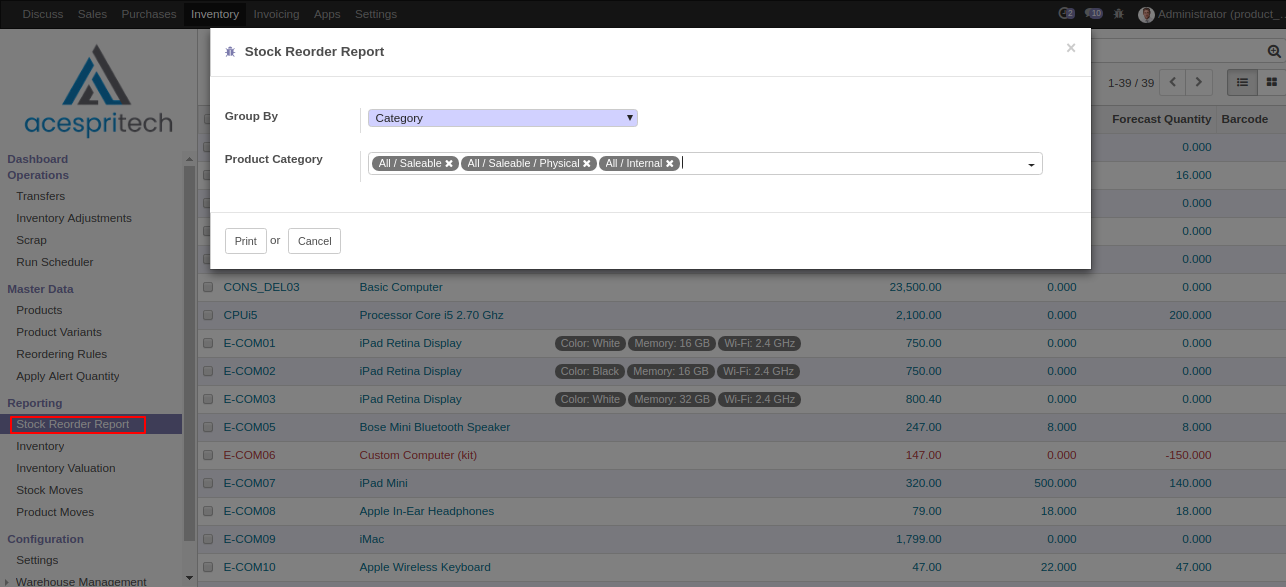 Discuss Sales Purchases Inventory Invoicing Apps Settings 2 10 Administrator (product_...
Stock Reorder Report ×
acespritech
1-39 / 39
Group By Category
Product Category All / Saleable ✖ All / Saleable / Physical ✖ All / Internal ✖
Print or Cancel
Dashboard
Operations
Transfers
Inventory Adjustments
Scrap
Run Scheduler
Master Data
Products
Product Variants
Reordering Rules
Apply Alert Quantity
Reporting
Stock Reorder Report
Inventory
Inventory Valuation
Stock Moves
Product Moves
Configuration
Settings
Warehouse Management
Forecast Quantity Barcode
0.000
16.000
0.000
0.000
0.000
CONS_DEL03 Basic Computer 23,500.00 0.000 0.000
CPUi5 Processor Core i5 2.70 Ghz 2,100.00 0.000 200.000
E-COM01 iPad Retina Display Color: White Memory: 16 GB Wi-Fi: 2.4 GHz 750.00 0.000 0.000
E-COM02 iPad Retina Display Color: Black Memory: 16 GB Wi-Fi: 2.4 GHz 750.00 0.000 0.000
E-COM03 iPad Retina Display Color: White Memory: 32 GB Wi-Fi: 2.4 GHz 800.40 0.000 0.000
E-COM05 Bose Mini Bluetooth Speaker 247.00 8.000 8.000
E-COM06 Custom Computer (kit) 147.00 0.000 -150.000
E-COM07 iPad Mini 320.00 500.000 140.000
E-COM08 Apple In-Ear Headphones 79.00 18.000 18.000
E-COM09 iMac 1,799.00 0.000 0.000
E-COM10 Apple Wireless Keyboard 47.00 22.000 47.000